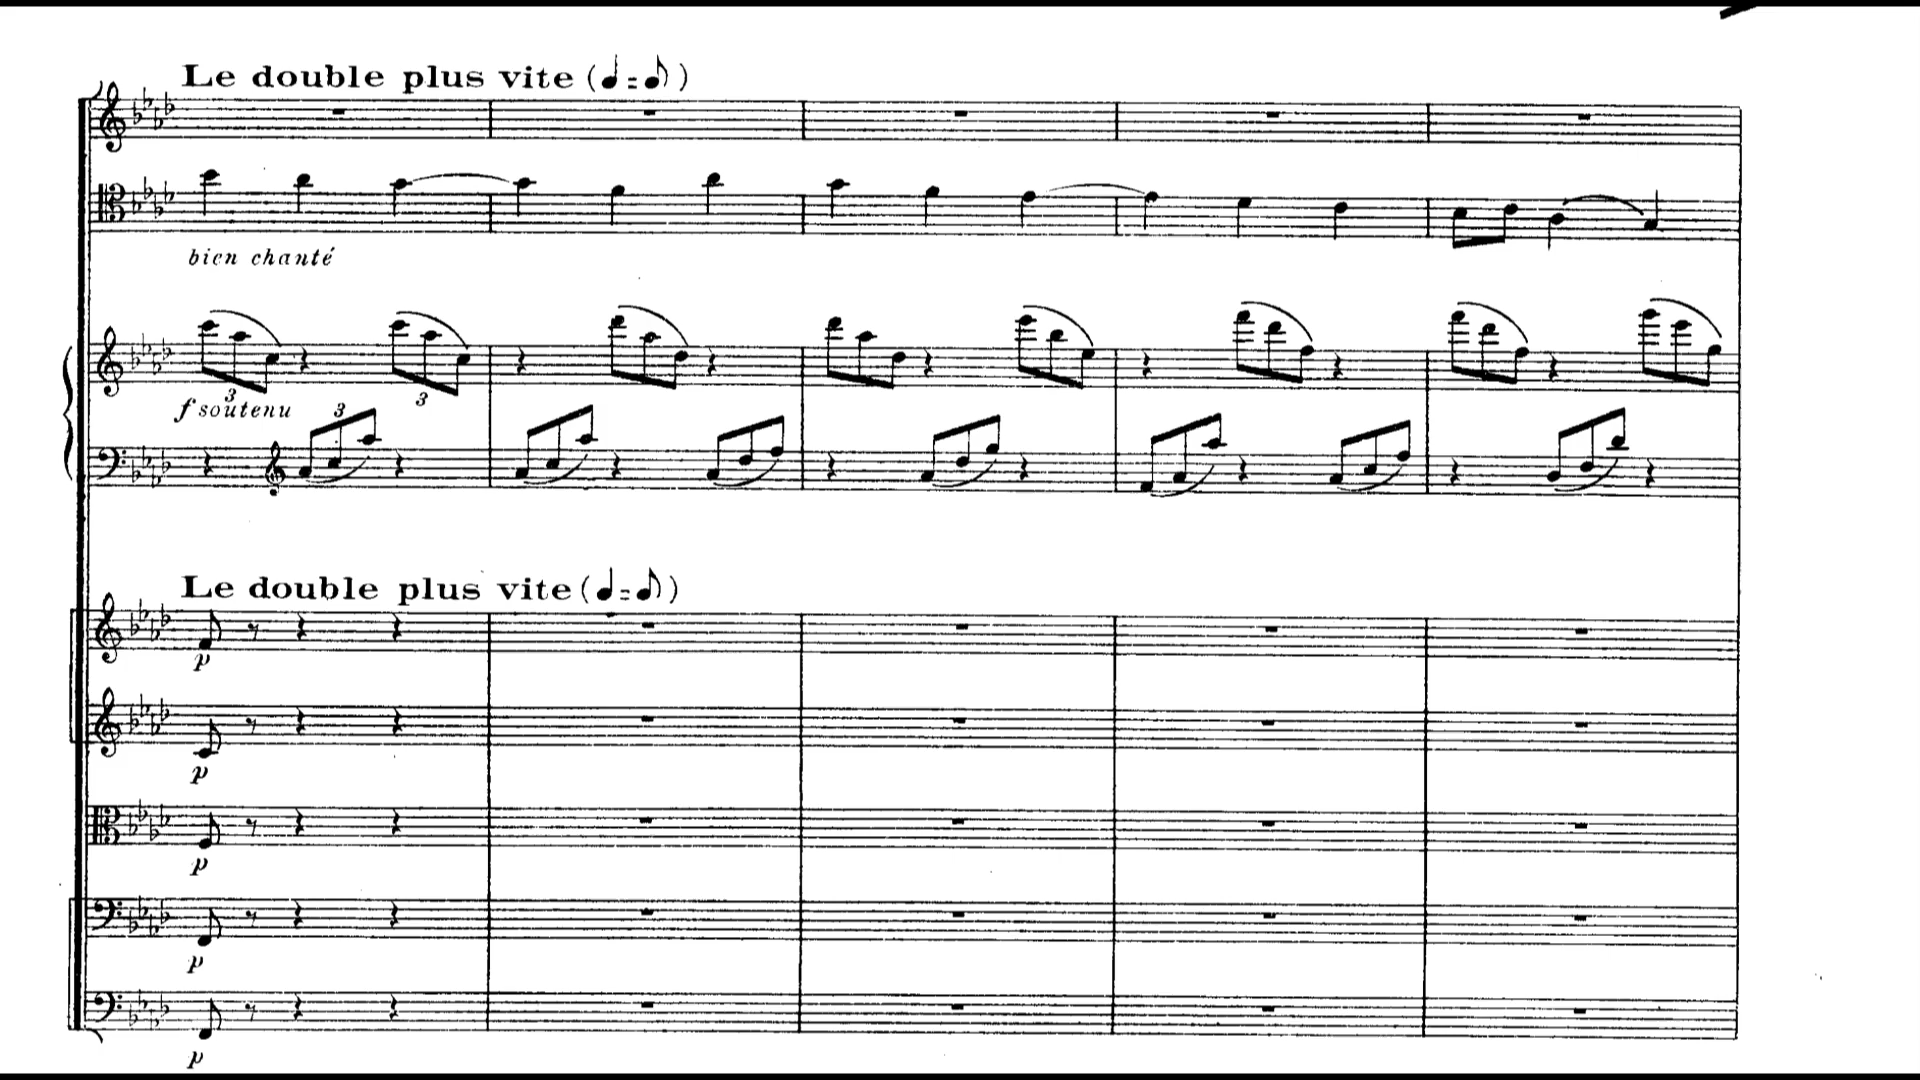 Le double plus vite (♩=♪)
bien chanté
3
3
f soutenu
3
Le double plus vite (♩=♪)
p
p
p
p
p